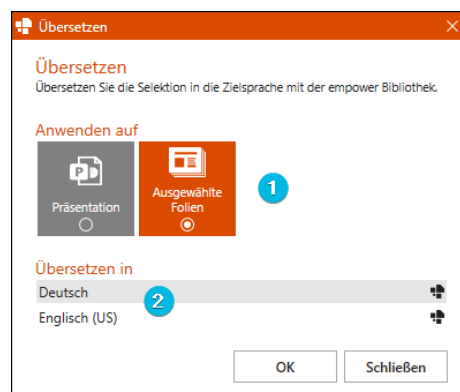 Übersetzen
Übersetzen
Übersetzen Sie die Selektion in die Zielsprache mit der empower Bibliothek.
Anwenden auf
Präsentation
Ausgewählte
Folien
1
Übersetzen in
Deutsch
2
Englisch (US)
OK
Schließen